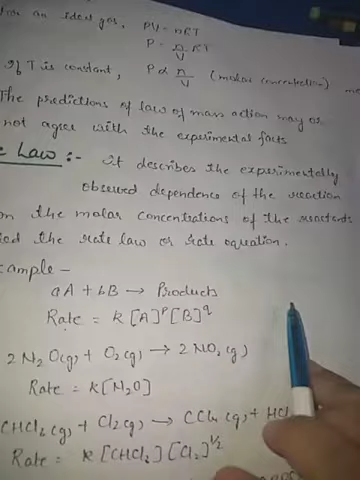 for an ideal gas, PV = nRT
P = n/V RT
If T is constant, P α n/V (molar concentration)
The predictions of law of mass action may or
not agree with the experimental facts
Law :- It describes the experimentally
observed dependence of the reaction
on the molar concentrations of the reactants
the rate law or rate equation.
ample -
aA + bB → Products
Rate = k [A]^p [B]^q
2N2O(g) + O2(g) → 2NO2(g)
Rate = k[N2O]
CHCl3(g) + Cl2(g) → CCl4(g) + HCl
Rate = k [CHCl3] [Cl2]^1/2